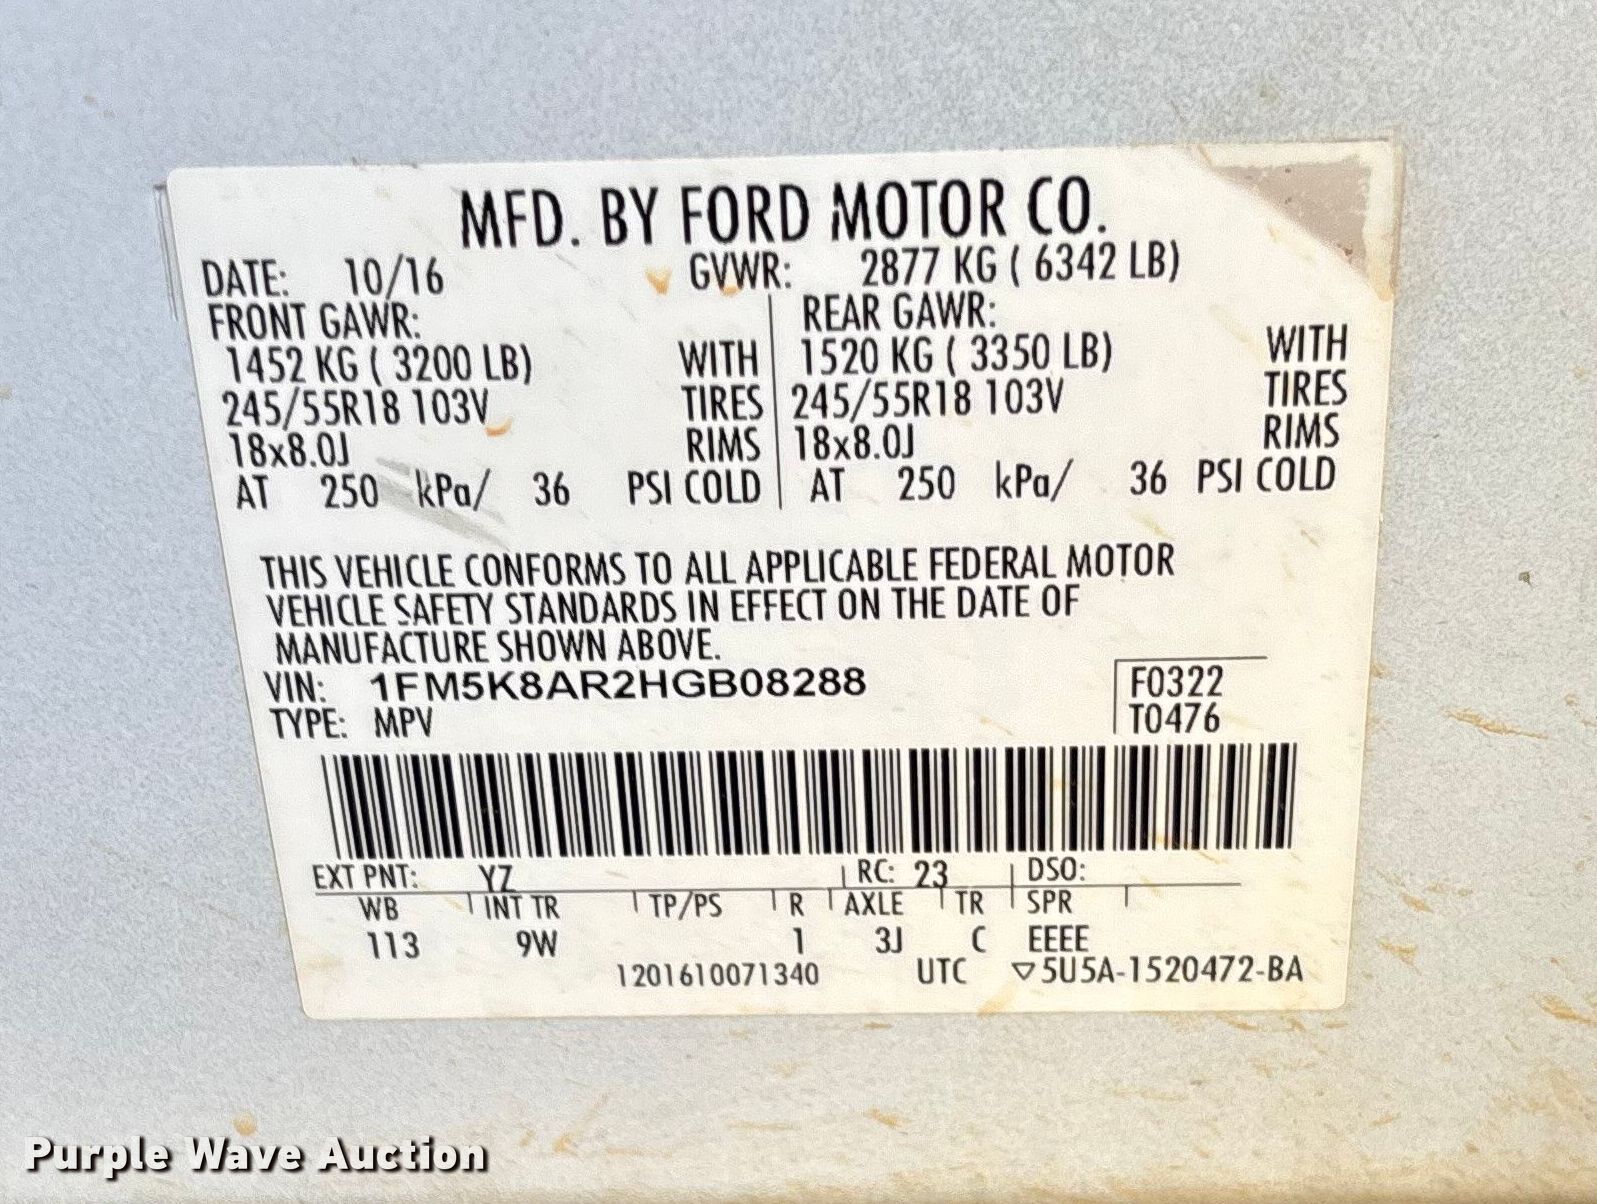 MFD. BY FORD MOTOR CO.
DATE: 10/16 GVWR: 2877 KG ( 6342 LB)
FRONT GAWR: REAR GAWR:
1452 KG ( 3200 LB) WITH 1520 KG ( 3350 LB) WITH
245/55R18 103V TIRES 245/55R18 103V TIRES
18x8.0J RIMS 18x8.0J RIMS
AT 250 kPa/ 36 PSI COLD AT 250 kPa/ 36 PSI COLD
THIS VEHICLE CONFORMS TO ALL APPLICABLE FEDERAL MOTOR
VEHICLE SAFETY STANDARDS IN EFFECT ON THE DATE OF
MANUFACTURE SHOWN ABOVE.
VIN: 1FM5K8AR2HGB08288 F0322
TYPE: MPV T0476
EXT PNT: YZ RC: 23 DSO:
WB INT TR TP/PS R AXLE TR SPR
113 9W 1 3J C EEEE
1201610071340 UTC ▽5U5A-1520472-BA
Purple Wave Auction